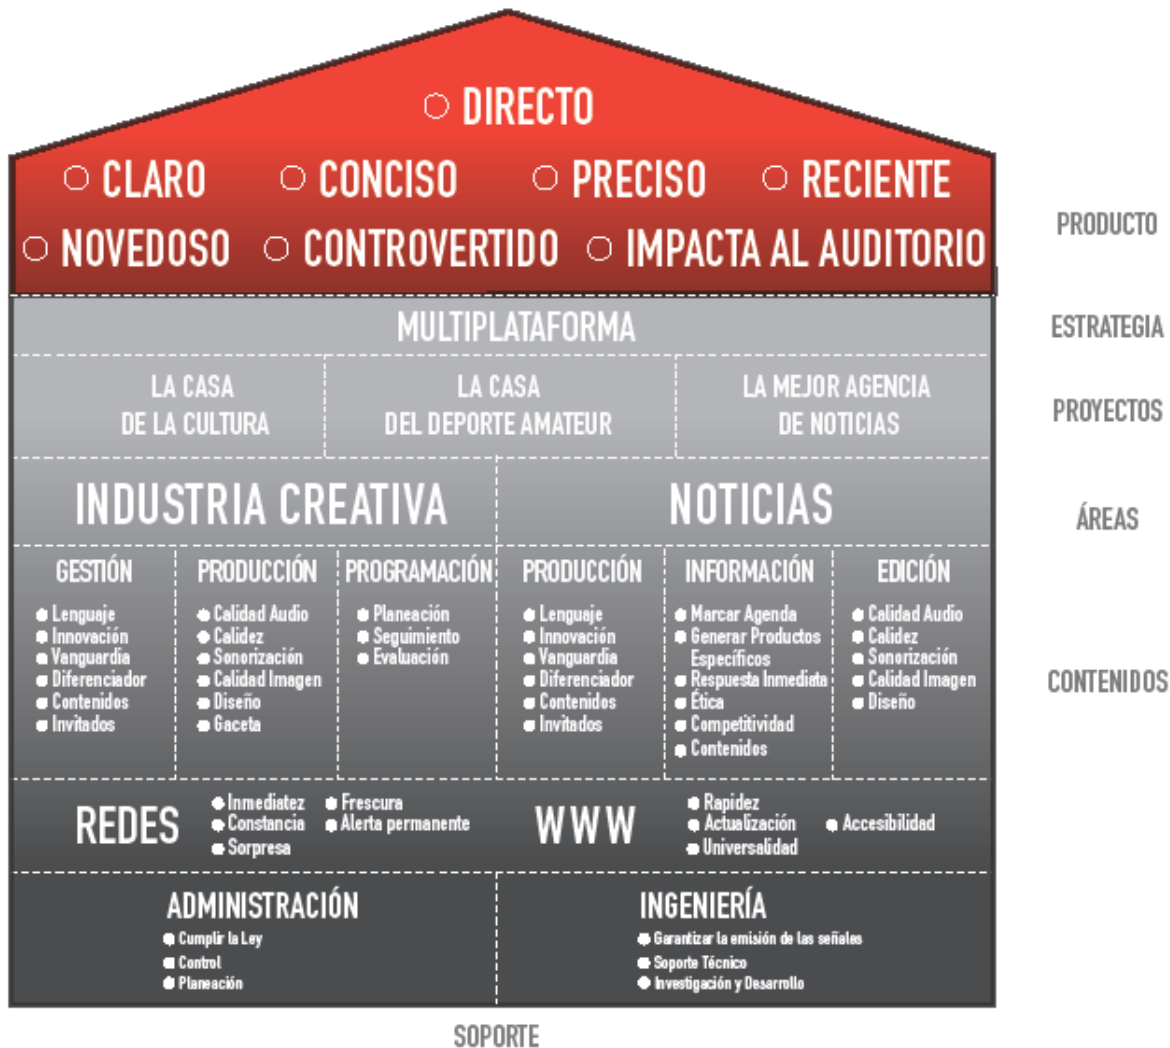 DIRECTO
CLARO
CONCISO
PRECISO
RECIENTE
NOVEDOSO
CONTROVERTIDO
IMPACTA AL AUDITORIO
PRODUCTO
MULTIPLATAFORMA
ESTRATEGIA
LA CASA
DE LA CULTURA
LA CASA
DEL DEPORTE AMATEUR
LA MEJOR AGENCIA
DE NOTICIAS
PROYECTOS
INDUSTRIA CREATIVA
NOTICIAS
ÁREAS
GESTIÓN
Lenguaje
Innovación
Vanguardia
Diferenciador
Contenidos
Invitados
PRODUCCIÓN
Calidad Audio
Calidez
Sonorización
Calidad Imagen
Diseño
Gaceta
PROGRAMACIÓN
Planeación
Seguimiento
Evaluación
PRODUCCIÓN
Lenguaje
Innovación
Vanguardia
Diferenciador
Contenidos
Invitados
INFORMACIÓN
Marcar Agenda
Generar Productos
Específicos
Respuesta Inmediata
Ética
Competitividad
Contenidos
EDICIÓN
Calidad Audio
Calidez
Sonorización
Calidad Imagen
Diseño
CONTENIDOS
REDES
Inmediatez
Constancia
Sorpresa
Frescura
Alerta permanente
WWW
Rapidez
Actualización
Universalidad
Accesibilidad
ADMINISTRACIÓN
Cumplir la Ley
Control
Planeación
INGENIERÍA
Garantizar la emisión de las señales
Soporte Técnico
Investigación y Desarrollo
SOPORTE